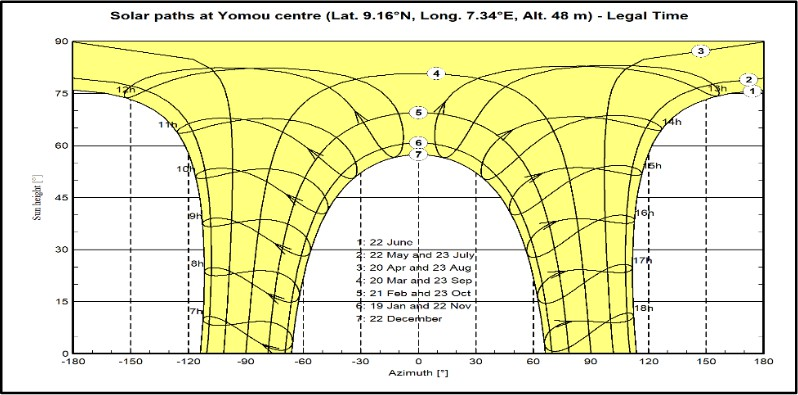 Solar paths at Yomou centre (Lat. 9.16°N, Long. 7.34°E, Alt. 48 m) - Legal Time
90
75
60
45
30
15
0
Sun height [°]
3
2
1
4
5
6
7
12h
13h
11h
14h
10h
15h
9h
16h
8h
17h
7h
18h
1: 22 June
2: 22 May and 23 July
3: 20 Apr and 23 Aug
4: 20 Mar and 23 Sep
5: 21 Feb and 23 Oct
6: 19 Jan and 22 Nov
7: 22 December
-180 -150 -120 -90 -60 -30 0 30 60 90 120 150 180
Azimuth [°]